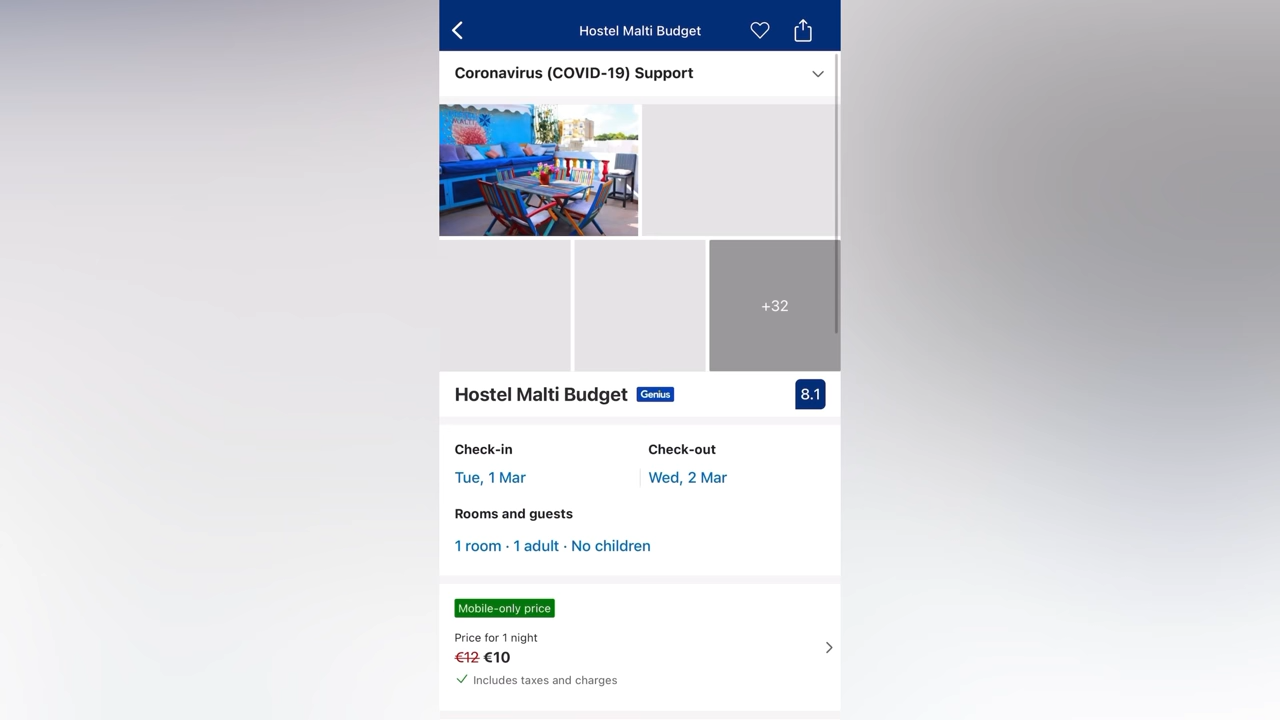 Hostel Malti Budget
Coronavirus (COVID-19) Support
+32
Hostel Malti Budget Genius 8.1
Check-in Check-out
Tue, 1 Mar Wed, 2 Mar
Rooms and guests
1 room · 1 adult · No children
Mobile-only price
Price for 1 night
€12 €10
Includes taxes and charges